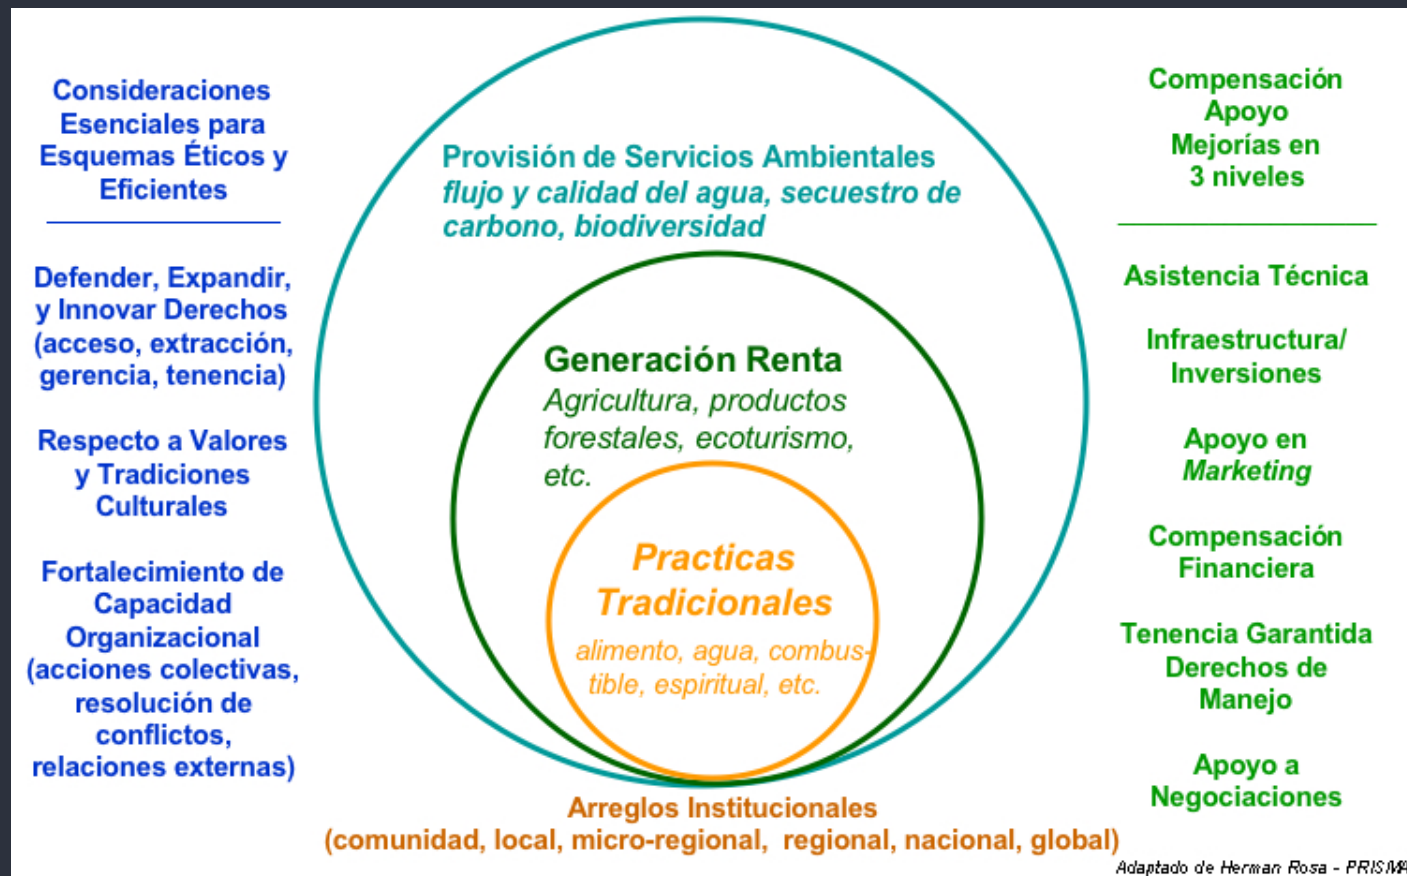 Consideraciones
Esenciales para
Esquemas Éticos y
Eficientes
Defender, Expandir,
y Innovar Derechos
(acceso, extracción,
gerencia, tenencia)
Respecto a Valores
y Tradiciones
Culturales
Fortalecimiento de
Capacidad
Organizacional
(acciones colectivas,
resolución de
conflictos,
relaciones externas)
Provisión de Servicios Ambientales
flujo y calidad del agua, secuestro de
carbono, biodiversidad
Generación Renta
Agricultura, productos
forestales, ecoturismo,
etc.
Practicas
Tradicionales
alimento, agua, combus-
tible, espiritual, etc.
Arreglos Institucionales
(comunidad, local, micro-regional, regional, nacional, global)
Compensación
Apoyo
Mejorías en
3 niveles
Asistencia Técnica
Infraestructura/
Inversiones
Apoyo en
Marketing
Compensación
Financiera
Tenencia Garantida
Derechos de
Manejo
Apoyo a
Negociaciones
Adaptado de Herman Rosa - PRISMA